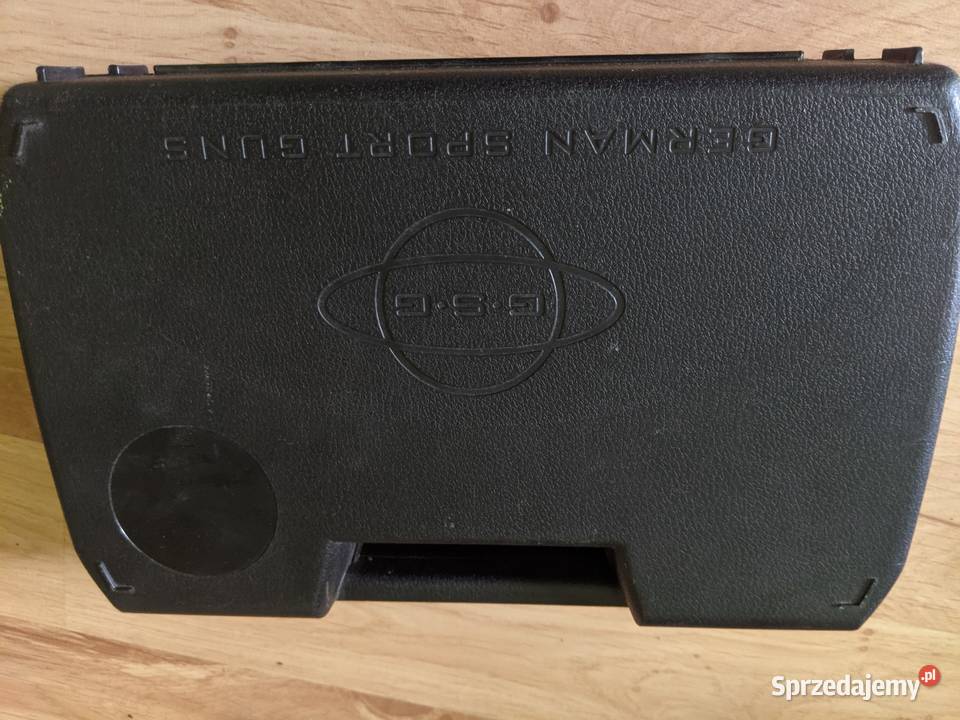 GERMAN SPORT GUNS
G·S·G
Sprzedajemy.pl